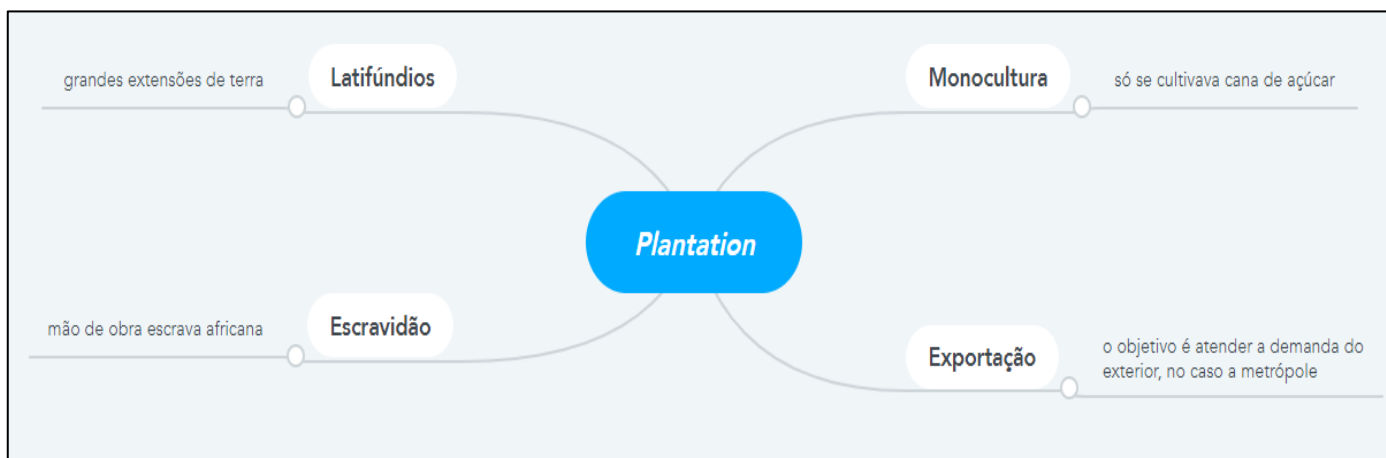 grandes extensões de terra
Latifúndios
Monocultura
só se cultivava cana de açúcar
Plantation
mão de obra escrava africana
Escravidão
Exportação
o objetivo é atender a demanda do
exterior, no caso a metrópole